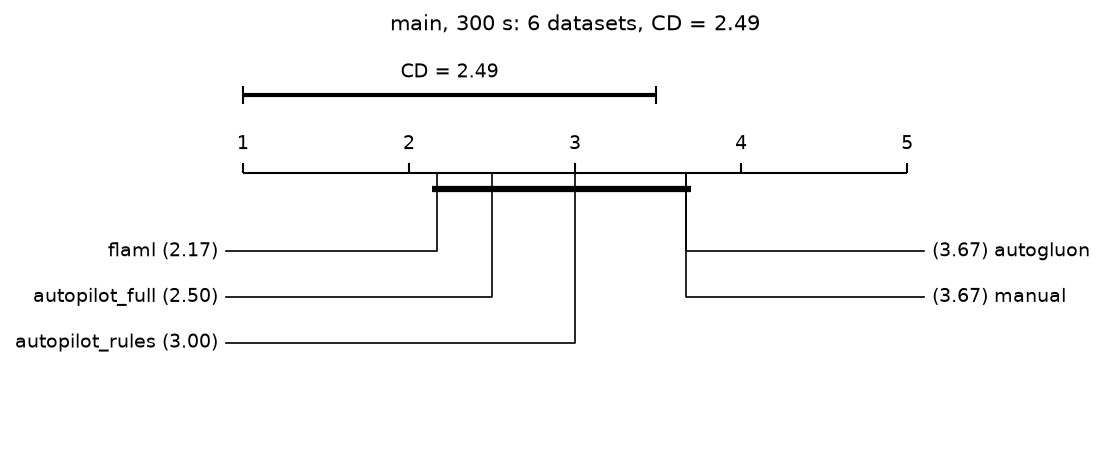 main, 300 s: 6 datasets, CD = 2.49
CD = 2.49
1 2 3 4 5
flaml (2.17)
(3.67) autogluon
autopilot_full (2.50)
(3.67) manual
autopilot_rules (3.00)